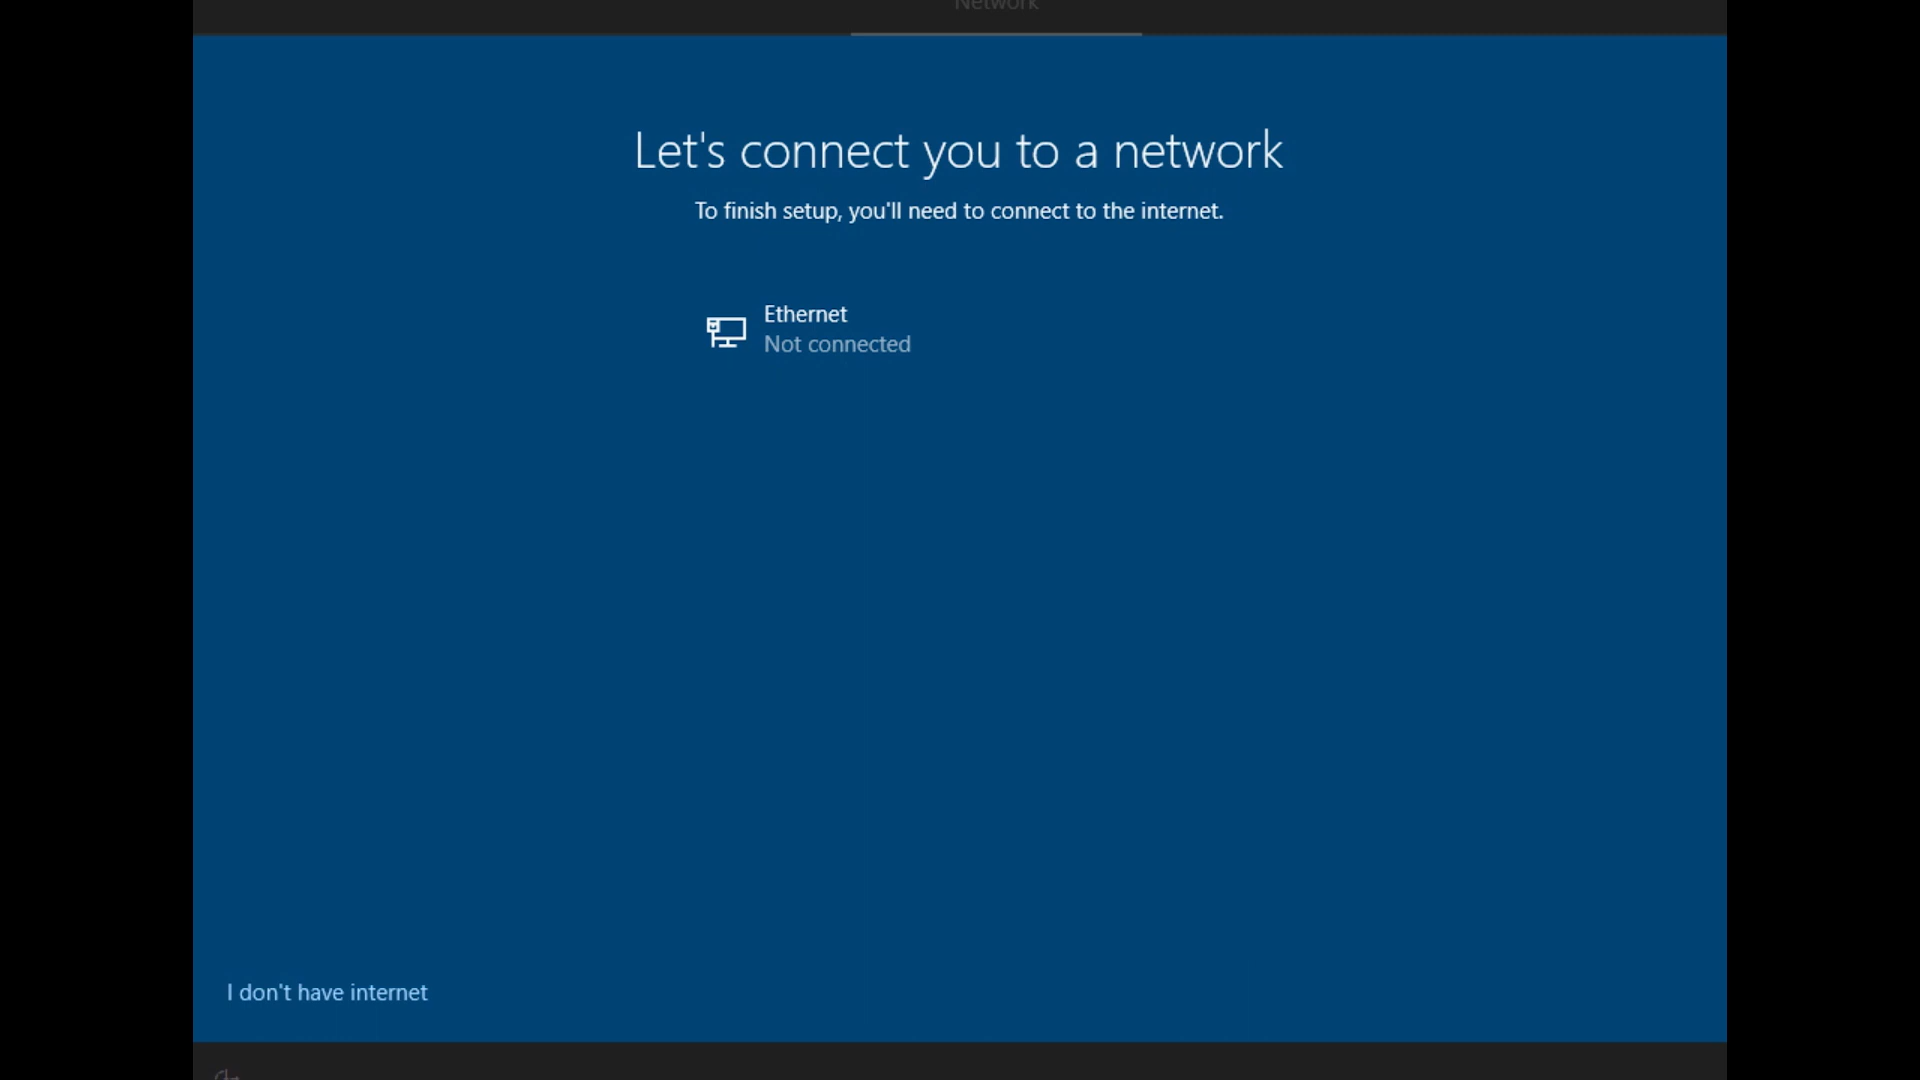 Network
Let's connect you to a network
To finish setup, you'll need to connect to the internet.
Ethernet
Not connected
I don't have internet